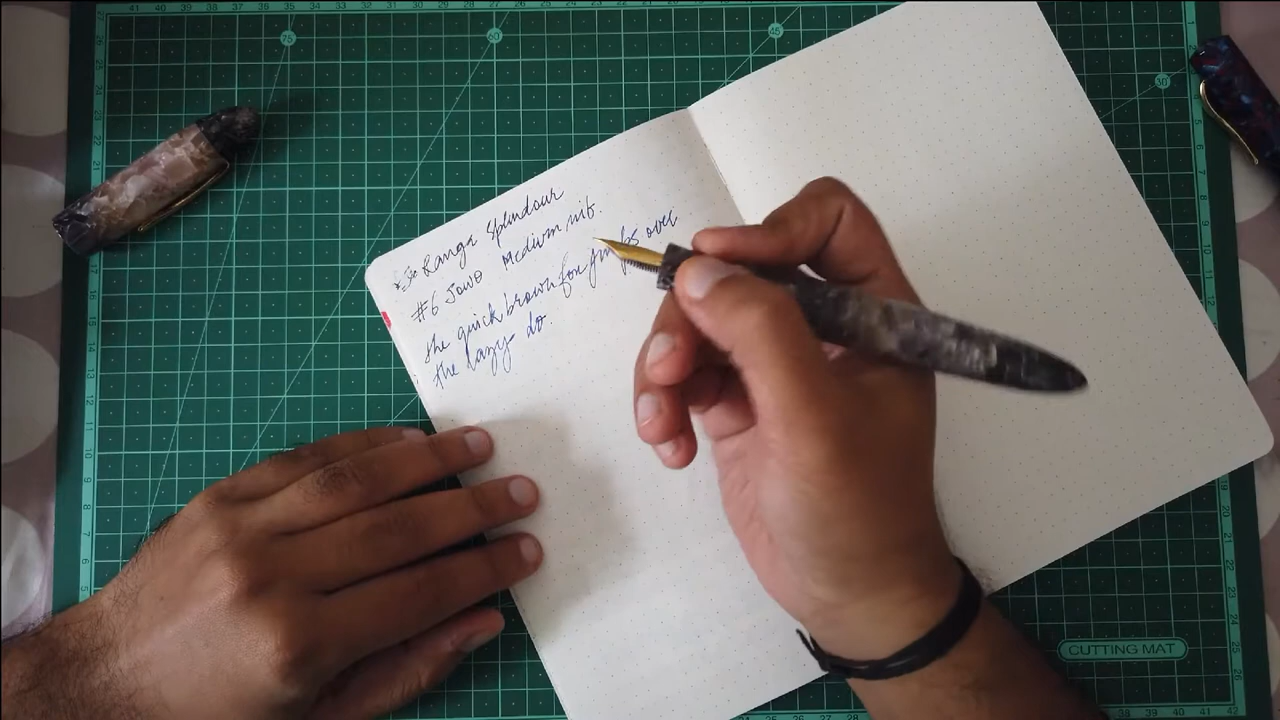 Ranga Splendour
#6 Jowo Medium nib.
the quick brown fox jumps over
the lazy do.
CUTTING MAT